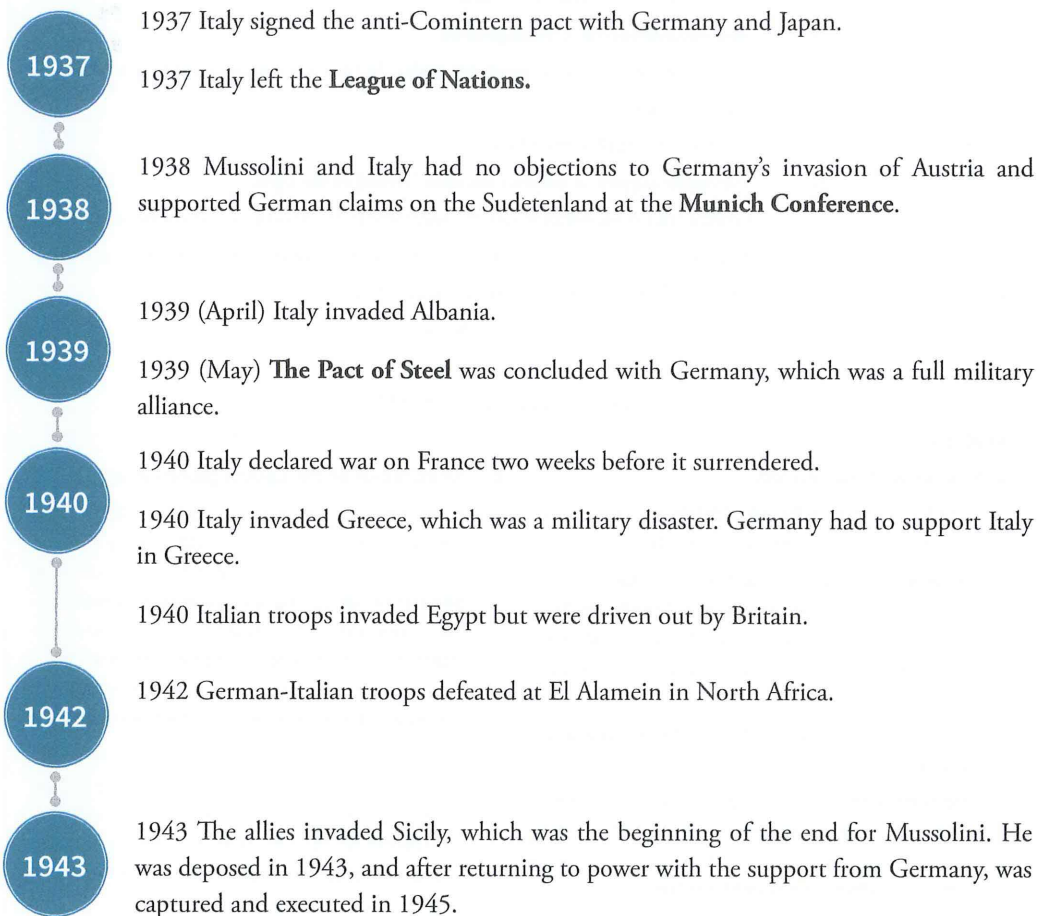 1937 Italy signed the anti-Comintern pact with Germany and Japan.
1937
1937 Italy left the League of Nations.
1938 Mussolini and Italy had no objections to Germany's invasion of Austria and
1938
supported German claims on the Sudetenland at the Munich Conference.
1939 (April) Italy invaded Albania.
1939
1939 (May) The Pact of Steel was concluded with Germany, which was a full military
alliance.
1940 Italy declared war on France two weeks before it surrendered.
1940
1940 Italy invaded Greece, which was a military disaster. Germany had to support Italy
in Greece.
1940 Italian troops invaded Egypt but were driven out by Britain.
1942 German-Italian troops defeated at El Alamein in North Africa.
1942
1943 The allies invaded Sicily, which was the beginning of the end for Mussolini. He
1943
was deposed in 1943, and after returning to power with the support from Germany, was
captured and executed in 1945.